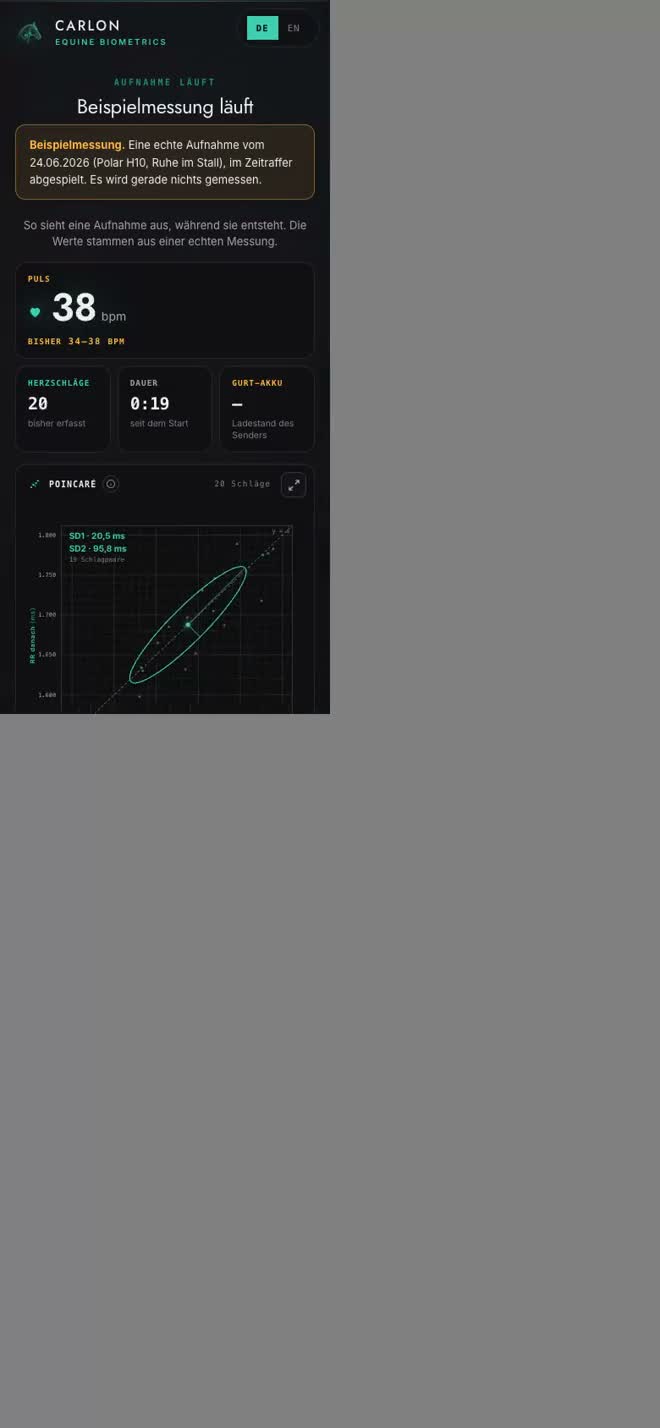 CARLON
EQUINE BIOMETRICS
DE
EN
AUFNAHME LÄUFT
Beispielmessung läuft
Beispielmessung. Eine echte Aufnahme vom
24.06.2026 (Polar H10, Ruhe im Stall), im Zeitraffer
abgespielt. Es wird gerade nichts gemessen.
So sieht eine Aufnahme aus, während sie entsteht. Die
Werte stammen aus einer echten Messung.
PULS
38 bpm
BISHER 34–38 BPM
HERZSCHLÄGE
20
bisher erfasst
DAUER
0:19
seit dem Start
GURT-AKKU
—
Ladestand des
Senders
POINCARÉ
20 Schläge
SD1 · 20,5 ms
SD2 · 95,8 ms
19 Schlagpaare
1.800
1.750
1.700
1.650
1.600
RR danach (ms)